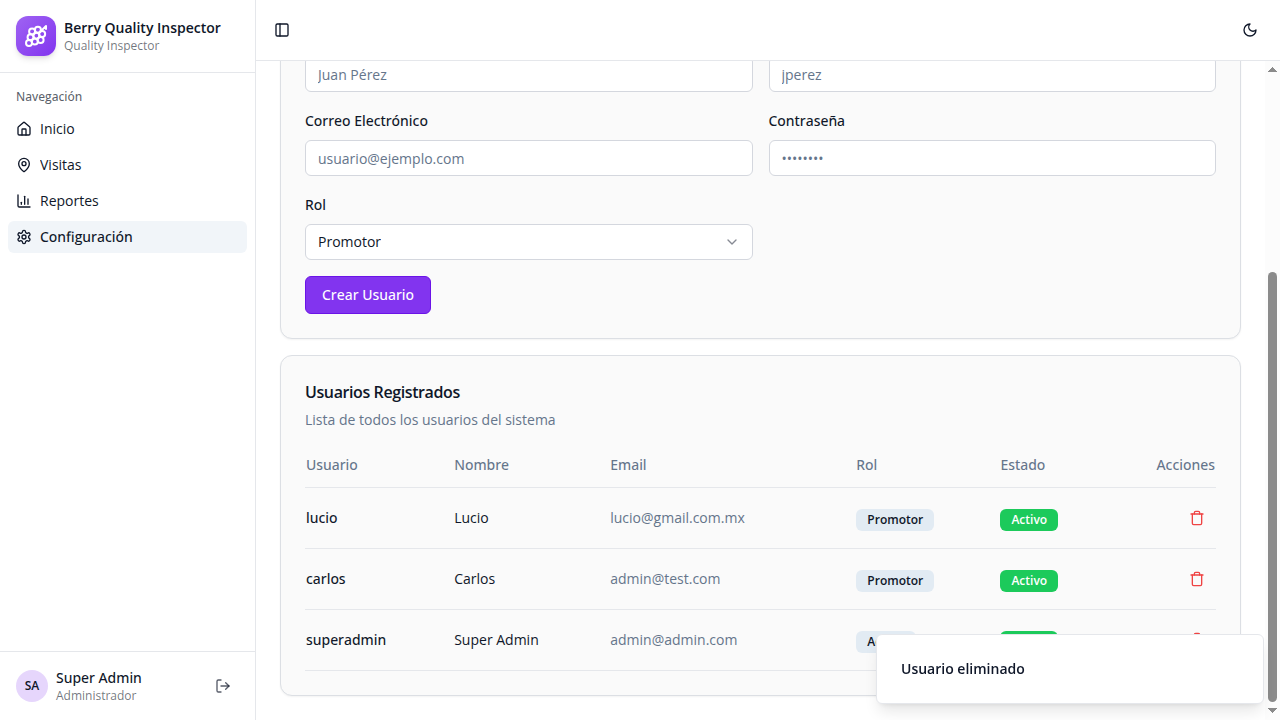 Berry Quality Inspector
Quality Inspector
Navegación
Inicio
Visitas
Reportes
Configuración
Super Admin
SA
Administrador
Juan Pérez
jperez
Correo Electrónico
Contraseña
usuario@ejemplo.com
••••••••
Rol
Promotor
Crear Usuario
Usuarios Registrados
Lista de todos los usuarios del sistema
Usuario Nombre Email Rol Estado Acciones
lucio Lucio lucio@gmail.com.mx Promotor Activo
carlos Carlos admin@test.com Promotor Activo
superadmin Super Admin admin@admin.com
Usuario eliminado